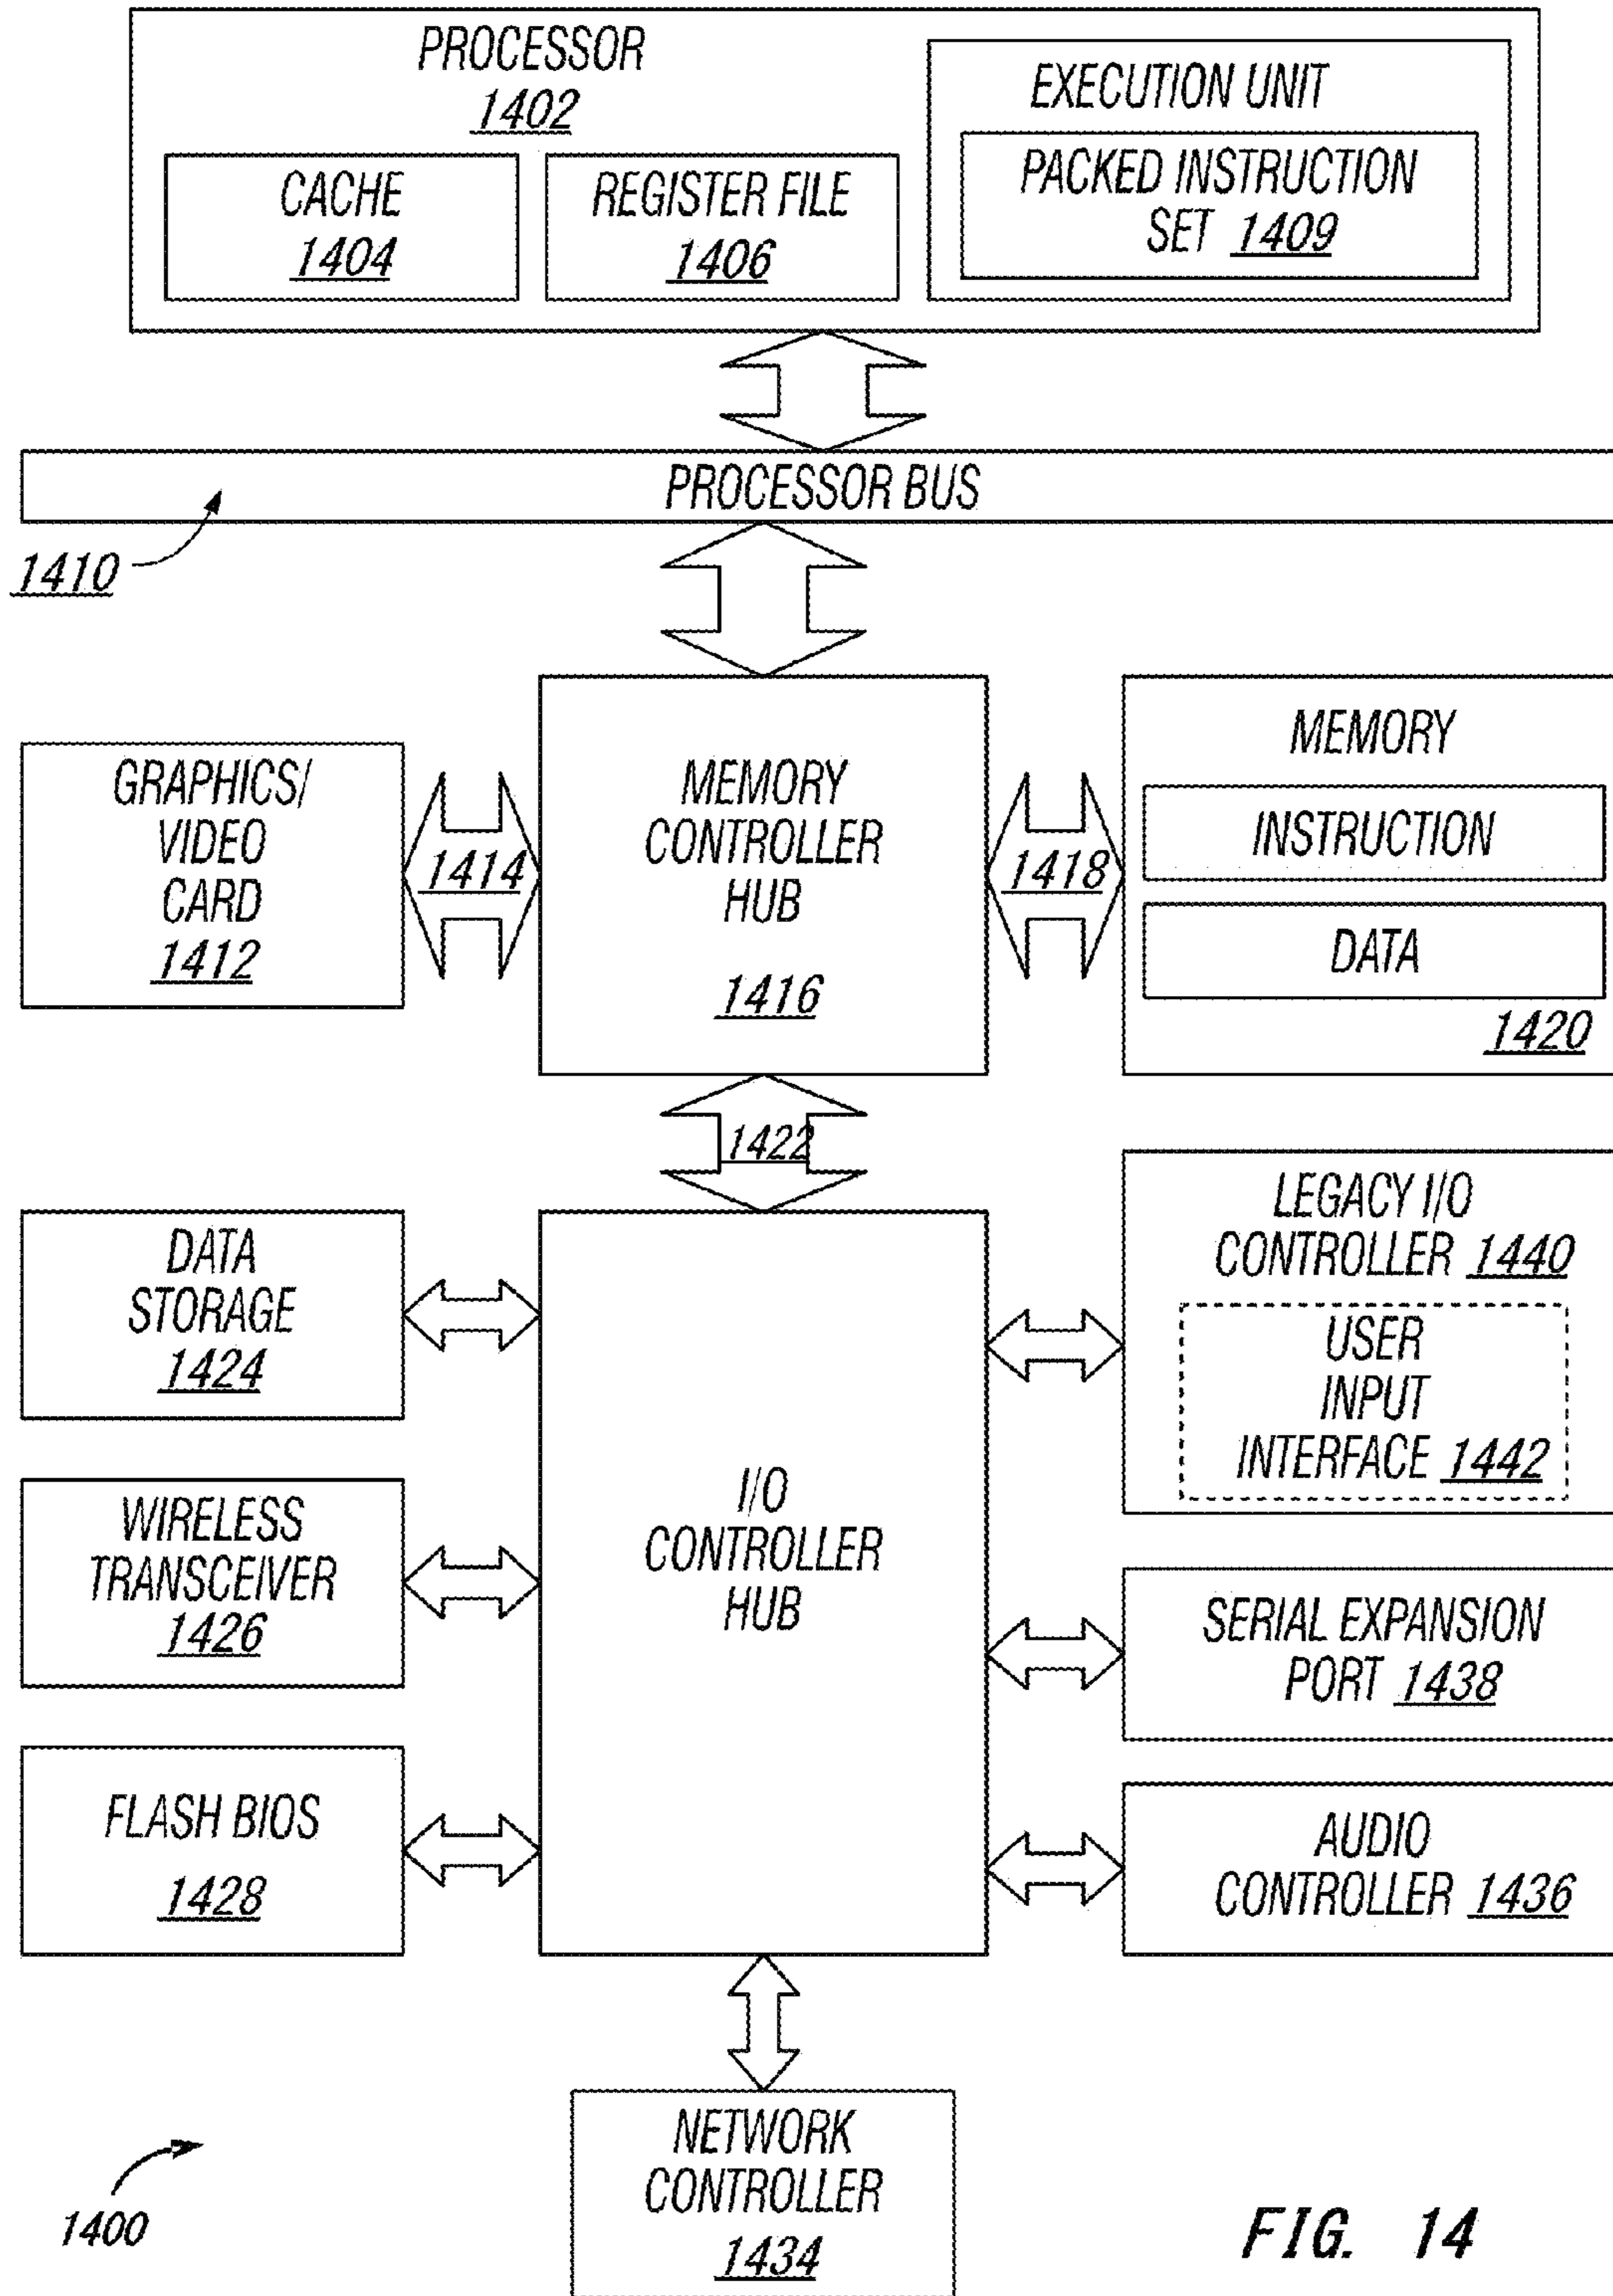 PROCESSOR
1402
CACHE
1404
REGISTER FILE
1406
EXECUTION UNIT
PACKED INSTRUCTION
SET 1409
PROCESSOR BUS
1410
GRAPHICS/
VIDEO
CARD
1412
1414
MEMORY
CONTROLLER
HUB
1416
1418
MEMORY
INSTRUCTION
DATA
1420
1422
DATA
STORAGE
1424
WIRELESS
TRANSCEIVER
1426
FLASH BIOS
1428
I/O
CONTROLLER
HUB
LEGACY I/O
CONTROLLER 1440
USER
INPUT
INTERFACE 1442
SERIAL EXPANSION
PORT 1438
AUDIO
CONTROLLER 1436
NETWORK
CONTROLLER
1434
1400
FIG. 14